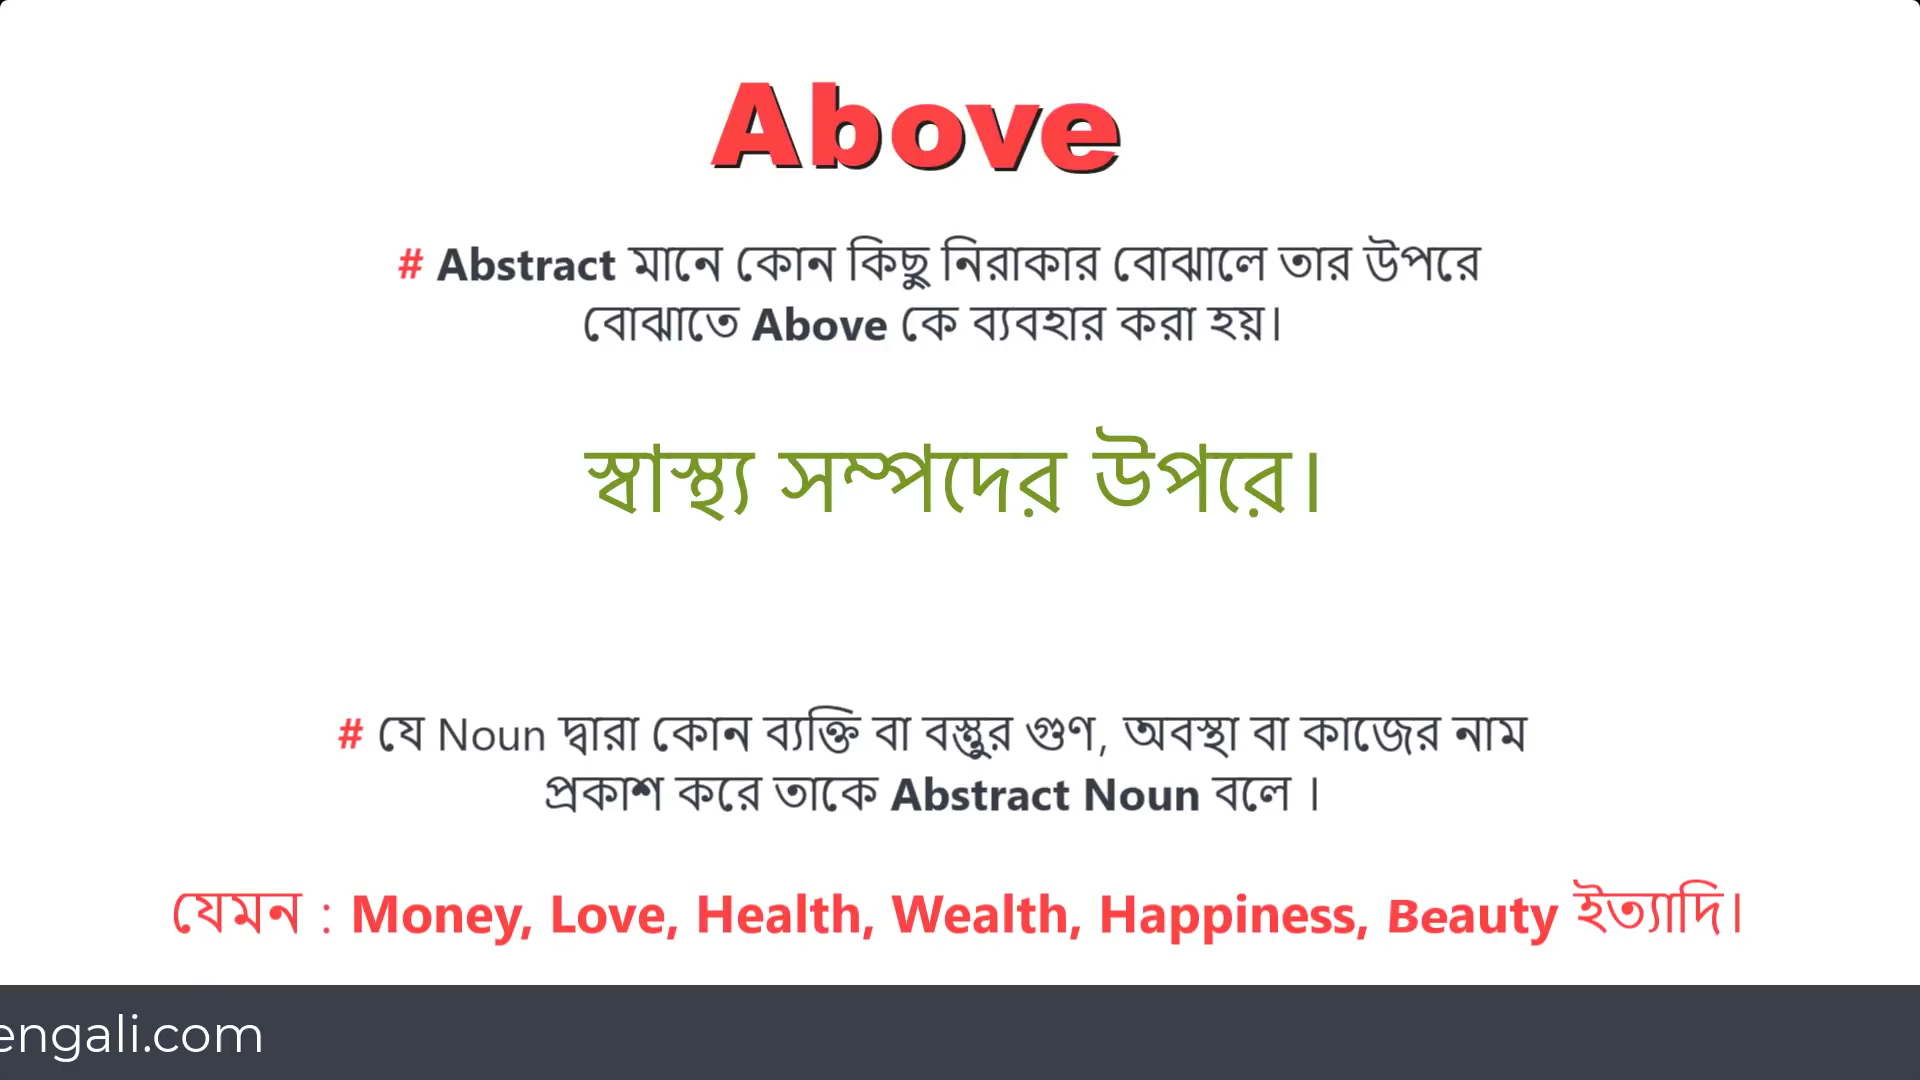 Above
# Abstract মানে কোন কিছু নিরাকার বোঝালে তার উপরে
বোঝাতে Above কে ব্যবহার করা হয়।
স্বাস্থ্য সম্পদের উপরে।
# যে Noun দ্বারা কোন ব্যক্তি বা বস্তুর গুণ, অবস্থা বা কাজের নাম
প্রকাশ করে তাকে Abstract Noun বলে ।
যেমন : Money, Love, Health, Wealth, Happiness, Beauty ইত্যাদি।
engali.com